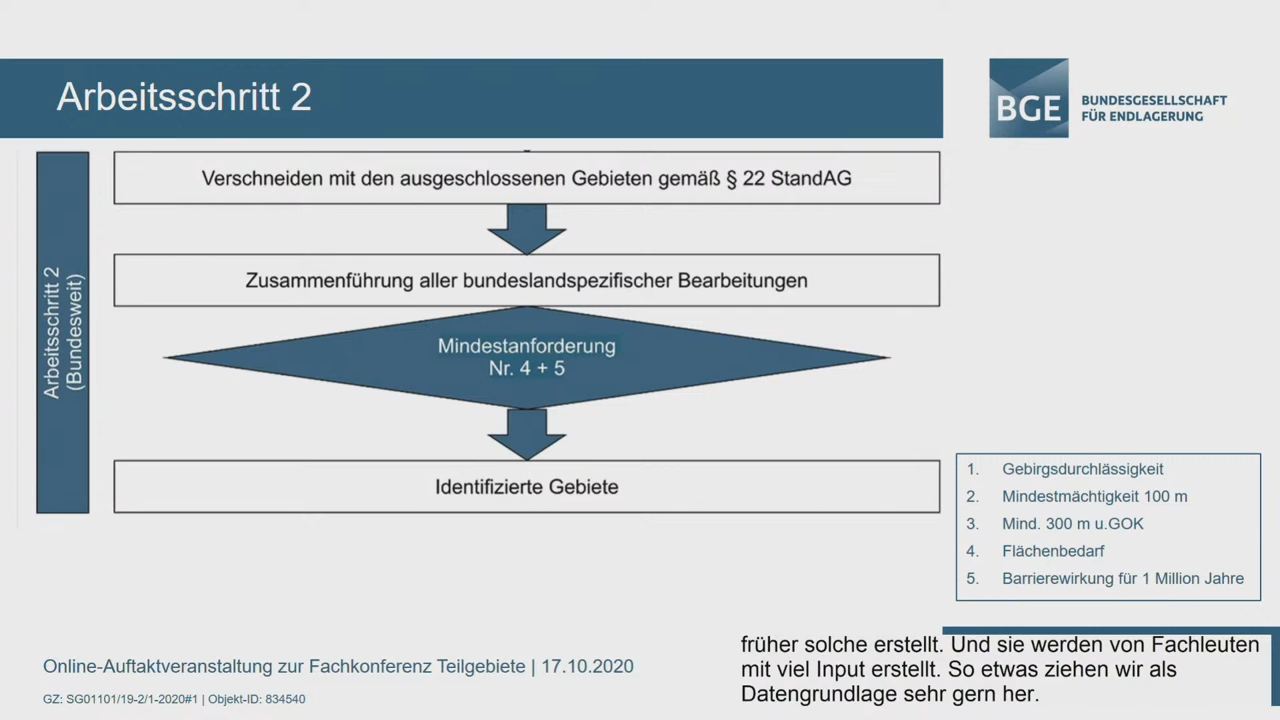 Arbeitsschritt 2
BGE
BUNDESGESELLSCHAFT
FÜR ENDLAGERUNG
Arbeitsschritt 2
(Bundesweit)
Verschneiden mit den ausgeschlossenen Gebieten gemäß § 22 StandAG
Zusammenführung aller bundeslandspezifischer Bearbeitungen
Mindestanforderung
Nr. 4 + 5
Identifizierte Gebiete
1. Gebirgsdurchlässigkeit
2. Mindestmächtigkeit 100 m
3. Mind. 300 m u.GOK
4. Flächenbedarf
5. Barrierewirkung für 1 Million Jahre
Online-Auftaktveranstaltung zur Fachkonferenz Teilgebiete | 17.10.2020
GZ: SG01101/19-2/1-2020#1 | Objekt-ID: 834540
früher solche erstellt. Und sie werden von Fachleuten
mit viel Input erstellt. So etwas ziehen wir als
Datengrundlage sehr gern her.